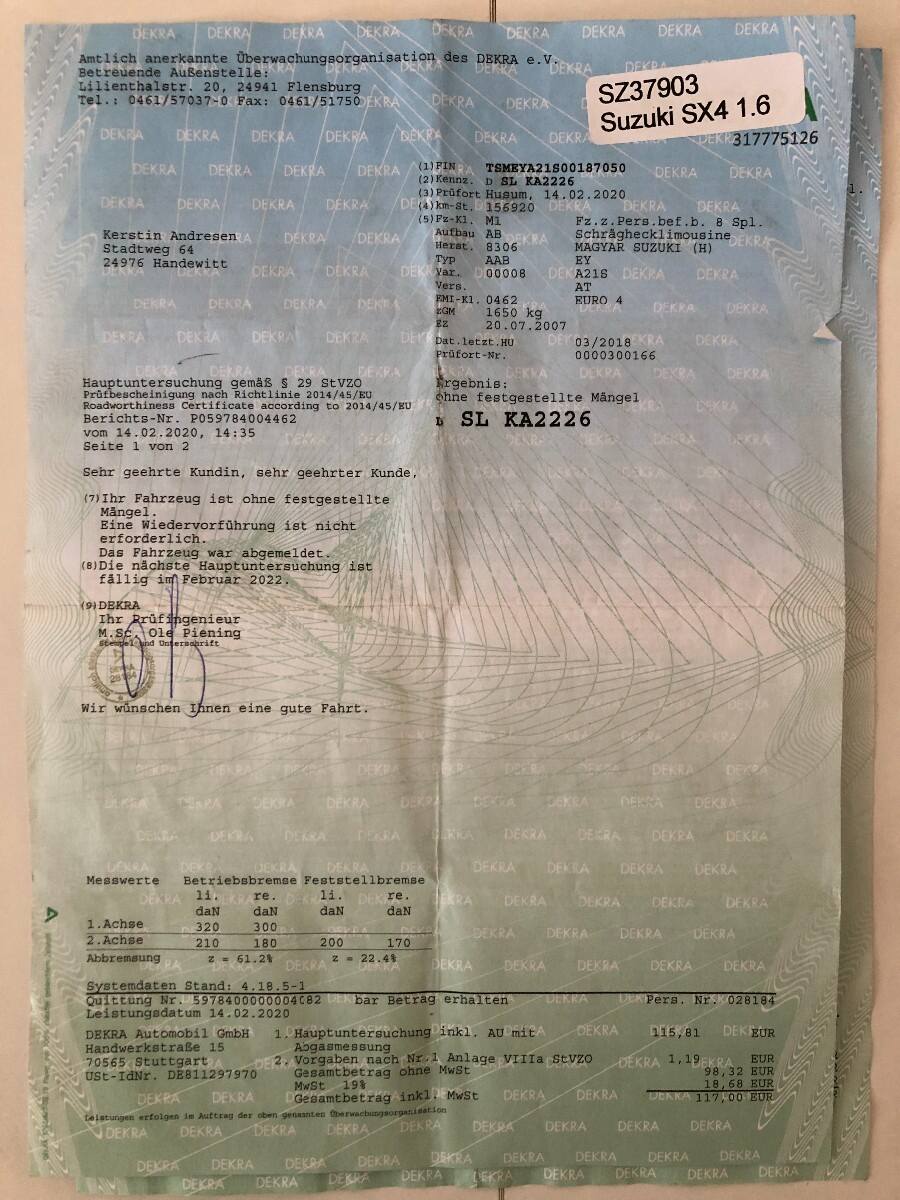 Amtlich anerkannte Überwachungsorganisation des DEKRA e.V.
Betreuende Außenstelle:
Lilienthalstr. 20, 24941 Flensburg
Tel.: 0461/57037-0 Fax: 0461/51750
SZ37903
Suzuki SX4 1.6
317775126
(1) FIN TSMEYA21S00187050
(2) Kennz. D SL KA2226
(3) Prüfort Husum, 14.02.2020
(4) km-St. 156920
(5) Fz-Kl. M1 Fz.z.Pers.bef.b. 8 Spl.
Aufbau AB Schräghecklimousine
Herst. 8306 MAGYAR SUZUKI (H)
Typ AAB EY
Var. 00008 A21S
Vers. AT
EMI-Kl. 0462 EURO 4
zGM 1650 kg
Ez 20.07.2007
Dat.letzt.HU 03/2018
Prüfort-Nr. 0000300166
Kerstin Andresen
Stadtweg 64
24976 Handewitt
Hauptuntersuchung gemäß § 29 StVZO
Prüfbescheinigung nach Richtlinie 2014/45/EU
Roadworthiness Certificate according to 2014/45/EU
Berichts-Nr. P059784004462
vom 14.02.2020, 14:35
Seite 1 von 2
Ergebnis:
ohne festgestellte Mängel
D SL KA2226
Sehr geehrte Kundin, sehr geehrter Kunde,
(7) Ihr Fahrzeug ist ohne festgestellte
Mängel.
Eine Wiedervorführung ist nicht
erforderlich.
Das Fahrzeug war abgemeldet.
(8) Die nächste Hauptuntersuchung ist
fällig im Februar 2022.
(9) DEKRA
Ihr Prüfingenieur
M.Sc. Ole Piening
Stempel und Unterschrift
Wir wünschen Ihnen eine gute Fahrt.
Messwerte Betriebsbremse Feststellbremse
li. re. li. re.
daN daN daN daN
1.Achse 320 300
2.Achse 210 180 200 170
Abbremsung z = 61.2% z = 22.4%
Systemdaten Stand: 4.18.5-1
Quittung Nr. 5978400000004082 bar Betrag erhalten Pers. Nr. 028184
Leistungsdatum 14.02.2020
DEKRA Automobil GmbH
Handwerkstraße 15
70565 Stuttgart
USt-IdNr. DE811297970
1. Hauptuntersuchung inkl. AU mit 115,81 EUR
Abgasmessung
2. Vorgaben nach Nr.1 Anlage VIIIa StVZO 1,19 EUR
Gesamtbetrag ohne MwSt 98,32 EUR
MwSt 19% 18,68 EUR
Gesamtbetrag inkl. MwSt 117,00 EUR
Leistungen erfolgen im Auftrag der oben genannten Überwachungsorganisation